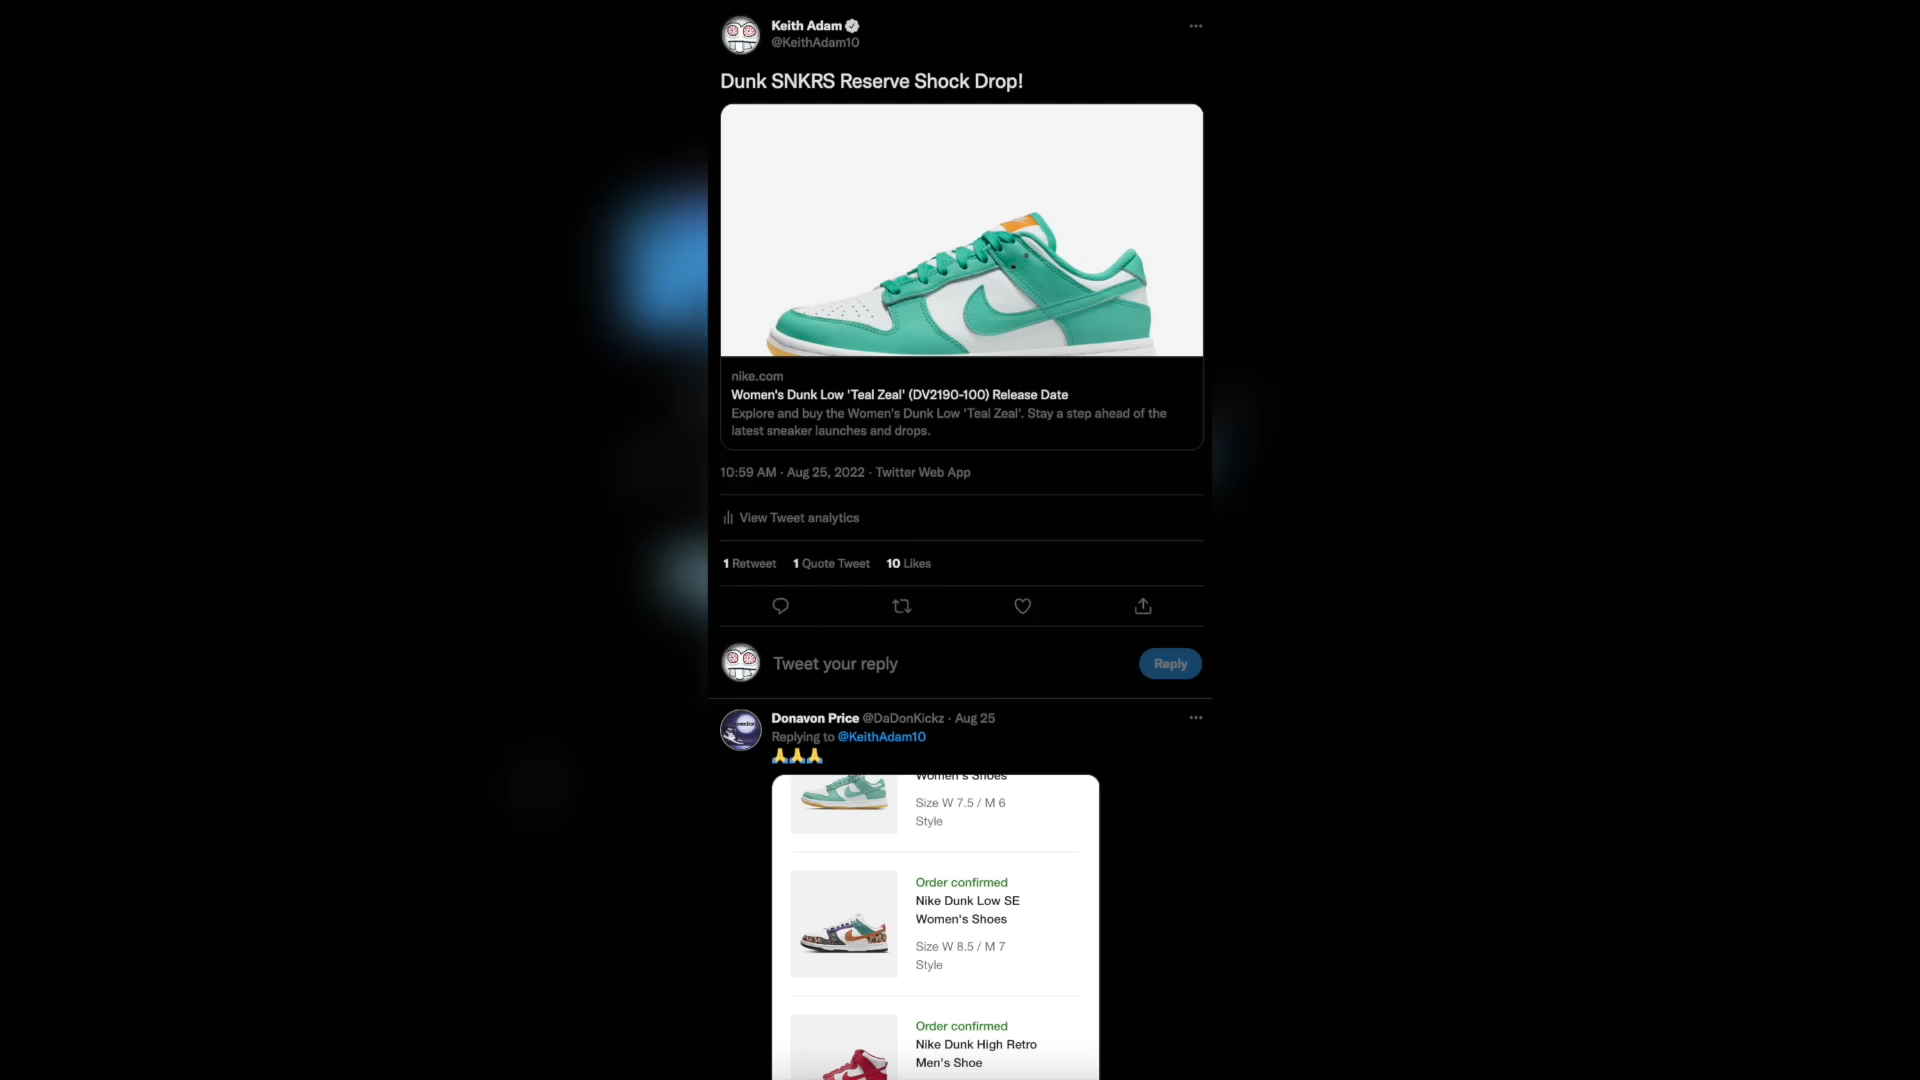 Keith Adam
@KeithAdam10
Dunk SNKRS Reserve Shock Drop!
nike.com
Women's Dunk Low 'Teal Zeal' (DV2190-100) Release Date
Explore and buy the Women's Dunk Low 'Teal Zeal'. Stay a step ahead of the
latest sneaker launches and drops.
10:59 AM · Aug 25, 2022 · Twitter Web App
View Tweet analytics
1 Retweet 1 Quote Tweet 10 Likes
Tweet your reply
Reply
Donavon Price @DaDonKickz · Aug 25
Replying to @KeithAdam10
🙏🙏🙏
Women's Shoes
Size W 7.5 / M 6
Style
Order confirmed
Nike Dunk Low SE
Women's Shoes
Size W 8.5 / M 7
Style
Order confirmed
Nike Dunk High Retro
Men's Shoe